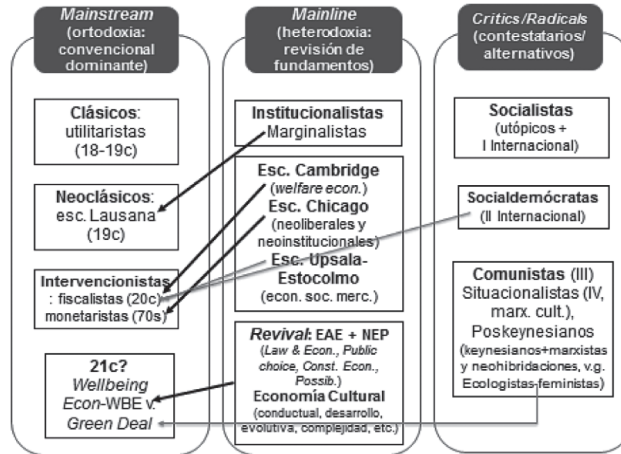 Mainstream
(ortodoxia:
convencional
dominante)
Clásicos:
utilitaristas
(18-19c)
Neoclásicos:
esc. Lausana
(19c)
Intervencionistas
: fiscalistas (20c)
monetaristas (70s)
21c?
Wellbeing
Econ-WBE v.
Green Deal
Mainline
(heterodoxia:
revisión de
fundamentos)
Institucionalistas
Marginalistas
Esc. Cambridge
(welfare econ.)
Esc. Chicago
(neoliberales y
neoinstitucionales)
Esc. Upsala-
Estocolmo
(econ. soc. merc.)
Revival: EAE + NEP
(Law & Econ., Public
choice, Const. Econ.,
Possib.)
Economía Cultural
(conductual, desarrollo,
evolutiva, complejidad, etc.)
Critics/Radicals
(contestatarios/
alternativos)
Socialistas
(utópicos +
I Internacional)
Socialdemócratas
(II Internacional)
Comunistas (III)
Situacionalistas (IV,
marx. cult.),
Poskeynesianos
(keynesianos+marxistas
y neohibridaciones, v.g.
Ecologistas-feministas)